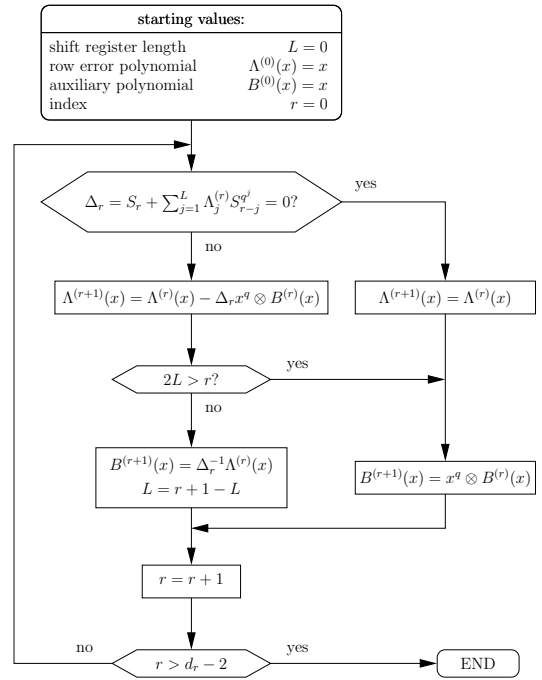 starting values:
shift register length L = 0
row error polynomial Λ^{(0)}(x) = x
auxiliary polynomial B^{(0)}(x) = x
index r = 0
yes
Δ_r = S_r + ∑_{j=1}^{L} Λ_j^{(r)} S_{r−j}^{q^j} = 0?
no
Λ^{(r+1)}(x) = Λ^{(r)}(x) − Δ_r x^q ⊗ B^{(r)}(x)
Λ^{(r+1)}(x) = Λ^{(r)}(x)
2L > r?
yes
no
B^{(r+1)}(x) = Δ_r^{−1} Λ^{(r)}(x)
L = r + 1 − L
B^{(r+1)}(x) = x^q ⊗ B^{(r)}(x)
r = r + 1
no
r > d_r − 2
yes
END